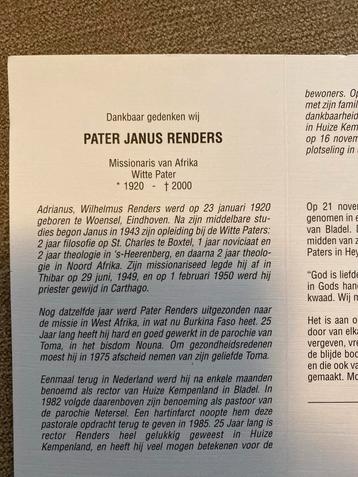 Dankbaar gedenken wij
PATER JANUS RENDERS
Missionaris van Afrika
Witte Pater
* 1920 - † 2000
Adrianus, Wilhelmus Renders werd op 23 januari 1920
geboren te Woensel, Eindhoven. Na zijn middelbare stu-
dies begon Janus in 1943 zijn opleiding bij de Witte Paters:
2 jaar filosofie op St. Charles te Boxtel, 1 jaar noviciaat en
2 jaar theologie in 's-Heerenberg, en daarna 2 jaar theolo-
gie in Noord Afrika. Zijn missionariseed legde hij af in
Thibar op 29 juni, 1949, en op 1 februari 1950 werd hij
priester gewijd in Carthago.
Nog datzelfde jaar werd Pater Renders uitgezonden naar
de missie in West Afrika, in wat nu Burkina Faso heet. 25
Jaar lang heeft hij hard en goed gewerkt in de parochie van
Toma, in het bisdom Nouna. Om gezondheidsredenen
moest hij in 1975 afscheid nemen van zijn geliefde Toma.
Eenmaal terug in Nederland werd hij na enkele maanden
benoemd als rector van Huize Kempenland in Bladel. In
1982 volgde daarenboven zijn benoeming als pastoor van
de parochie Netersel. Een hartinfarct noopte hem deze
pastorale opdracht terug te geven in 1985. 25 Jaar lang is
rector Renders heel gelukkig geweest in Huize
Kempenland, en heeft hij veel mogen betekenen voor de
bewoners. Op
met zijn famil
dankbaarheid
in Huize Kemp
op 16 novem
plotseling in
Op 21 nover
genomen in e
van Bladel.
midden van z
Paters in Hey
"God is liefde
in Gods hand
kwaad. Wij m
Het is aan o
door van elka
vergeven, vre
de blijde boo
en die ook va
gemaakt. Mo